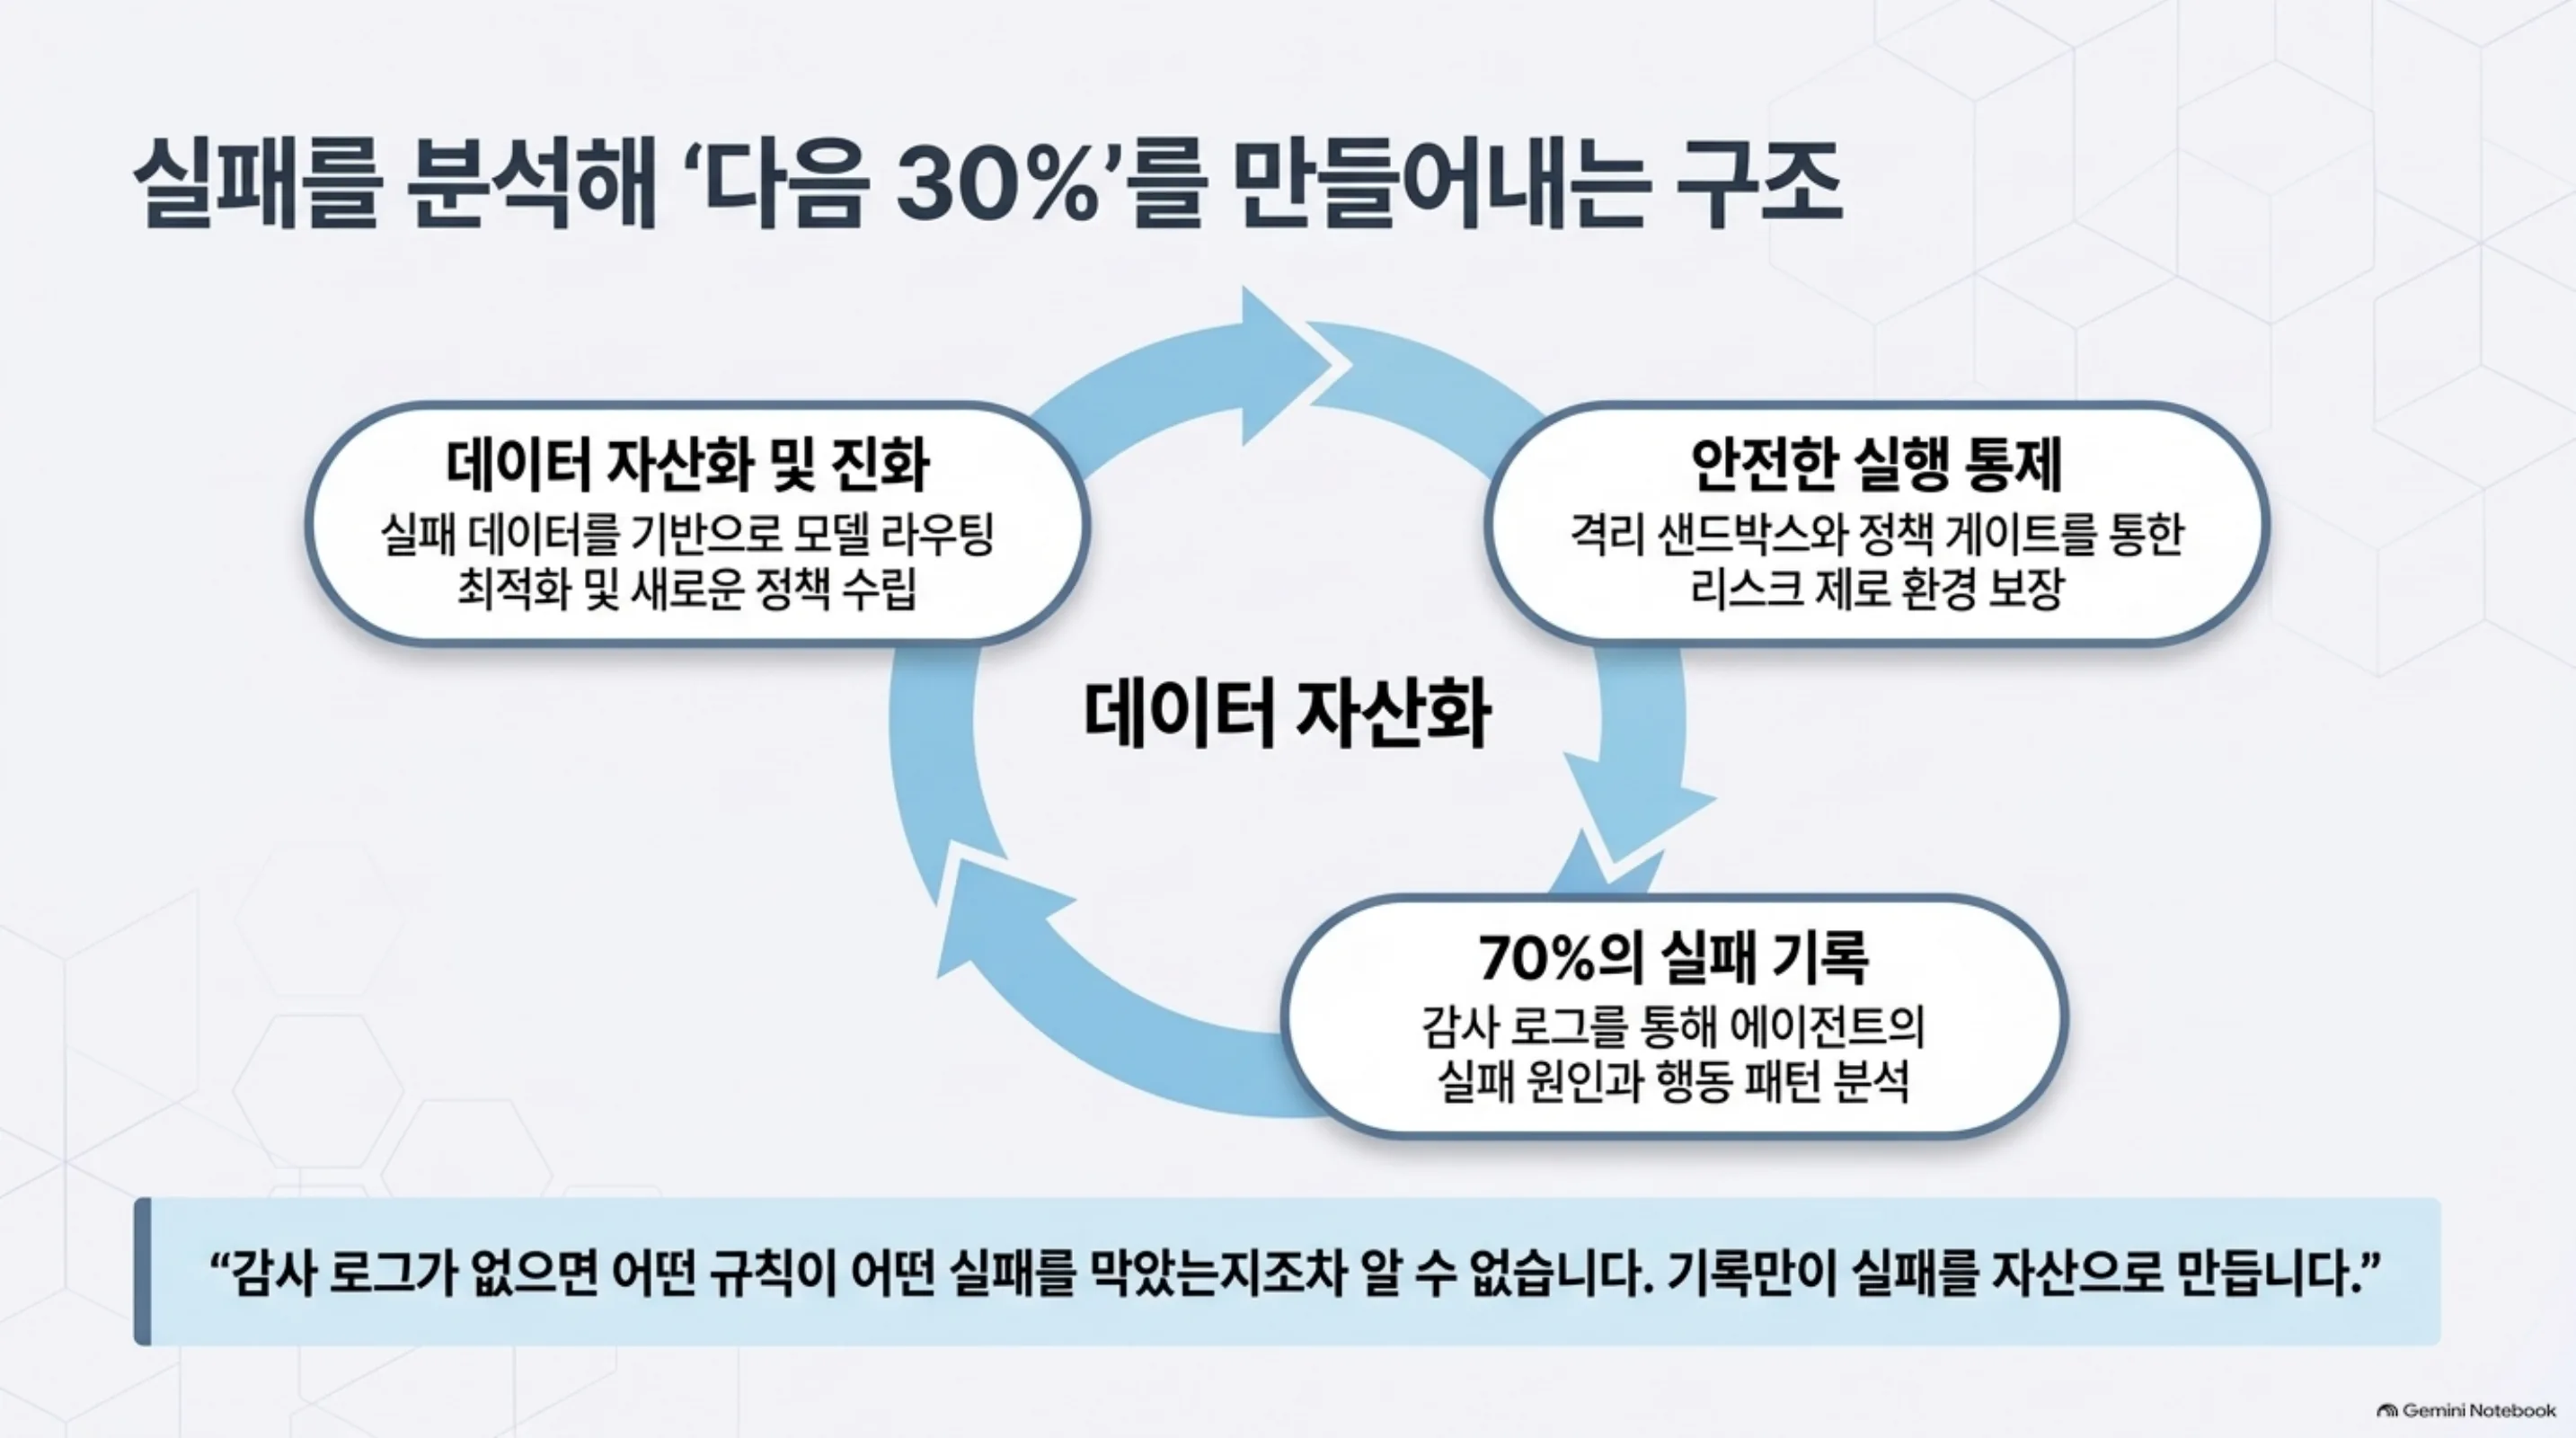 실패를 분석해 ‘다음 30%’를 만들어내는 구조
데이터 자산화 및 진화
실패 데이터를 기반으로 모델 라우팅
최적화 및 새로운 정책 수립
안전한 실행 통제
격리 샌드박스와 정책 게이트를 통한
리스크 제로 환경 보장
데이터 자산화
70%의 실패 기록
감사 로그를 통해 에이전트의
실패 원인과 행동 패턴 분석
“감사 로그가 없으면 어떤 규칙이 어떤 실패를 막았는지조차 알 수 없습니다. 기록만이 실패를 자산으로 만듭니다.”
Gemini Notebook